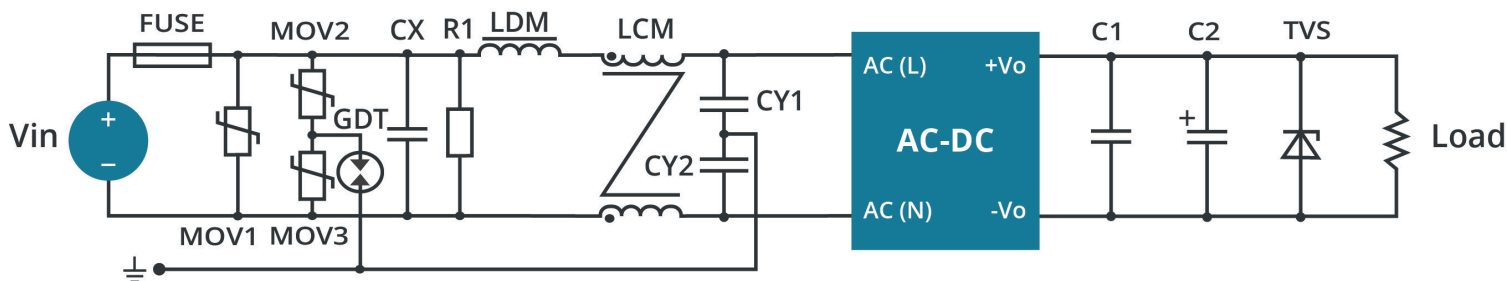 FUSE
MOV2
CX
R1
LDM
LCM
C1
C2
TVS
AC (L)
+Vo
Vin
+
−
GDT
CY1
AC-DC
+
Load
CY2
AC (N)
-Vo
MOV1
MOV3